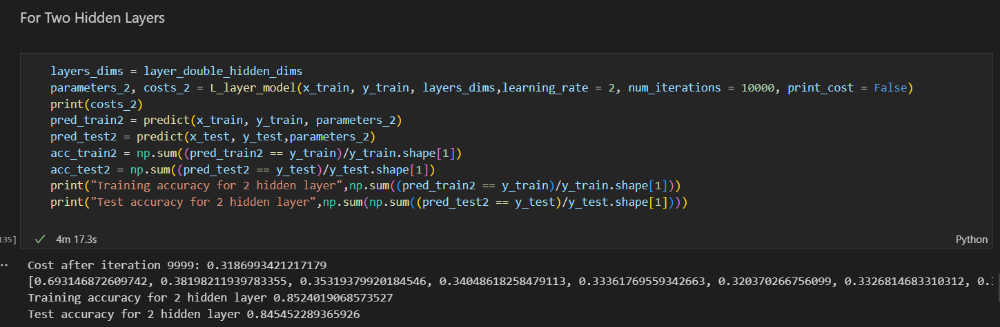 For Two Hidden Layers
layers_dims = layer_double_hidden_dims
parameters_2, costs_2 = L_layer_model(x_train, y_train, layers_dims,learning_rate = 2, num_iterations = 10000, print_cost = False)
print(costs_2)
pred_train2 = predict(x_train, y_train, parameters_2)
pred_test2 = predict(x_test, y_test,parameters_2)
acc_train2 = np.sum((pred_train2 == y_train)/y_train.shape[1])
acc_test2 = np.sum((pred_test2 == y_test)/y_test.shape[1])
print("Training accuracy for 2 hidden layer",np.sum((pred_train2 == y_train)/y_train.shape[1]))
print("Test accuracy for 2 hidden layer",np.sum(np.sum((pred_test2 == y_test)/y_test.shape[1])))
135] ✓ 4m 17.3s Python
Cost after iteration 9999: 0.3186993421217179
[0.693146872609742, 0.38198211939783355, 0.35319379920184546, 0.34048618258479113, 0.33361769559342663, 0.320370266756099, 0.3326814683310312, 0.
Training accuracy for 2 hidden layer 0.8524019068573527
Test accuracy for 2 hidden layer 0.845452289365926